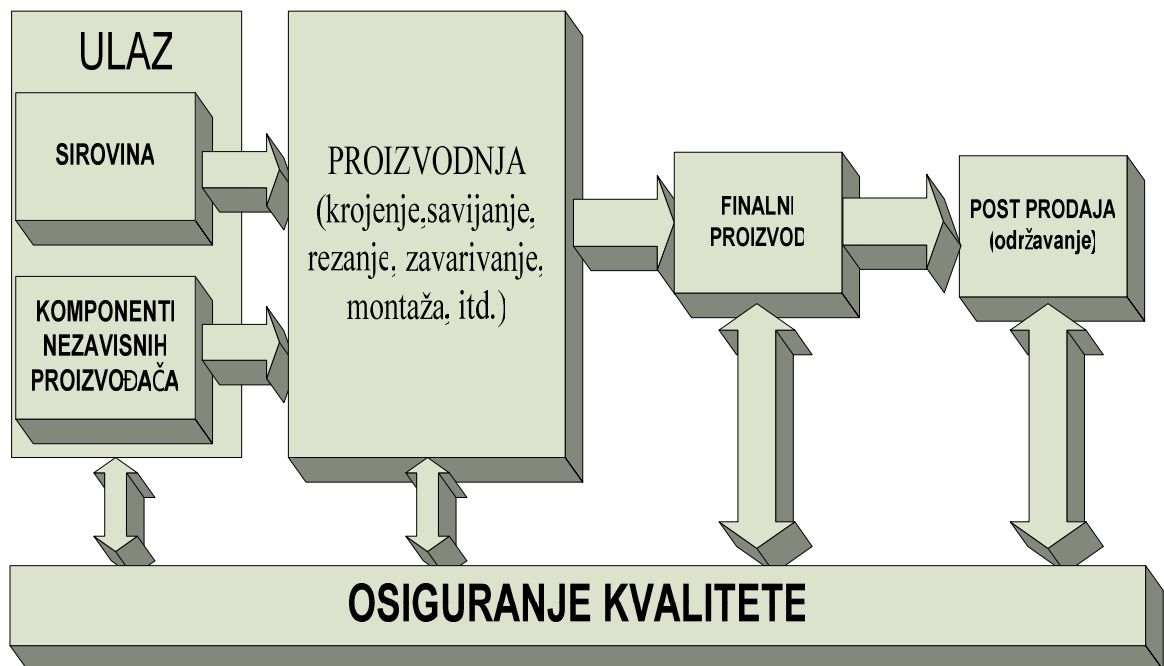 ULAZ
SIROVINA
KOMPONENTI
NEZAVISNIH
PROIZVOĐAČA
PROIZVODNJA
(krojenje,savijanje,
rezanje, zavarivanje,
montaža, itd.)
FINALNI
PROIZVOD
POST PRODAJA
(održavanje)
OSIGURANJE KVALITETE